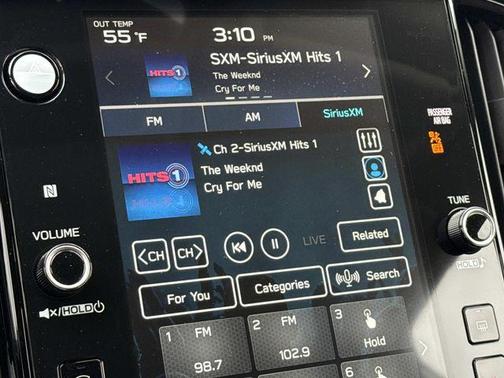 OUT TEMP
55°F
3:10 PM
SXM-SiriusXM Hits 1
HITS 1
The Weeknd
Cry For Me
FM
AM
SiriusXM
PASSENGER
AIR BAG
Ch 2-SiriusXM Hits 1
HITS 1
The Weeknd
Cry For Me
VOLUME
TUNE
<CH
CH>
LIVE
Related
HOLD
HOLD
For You
Categories
Search
1 FM
98.7
2 FM
102.9
3
Hold
6